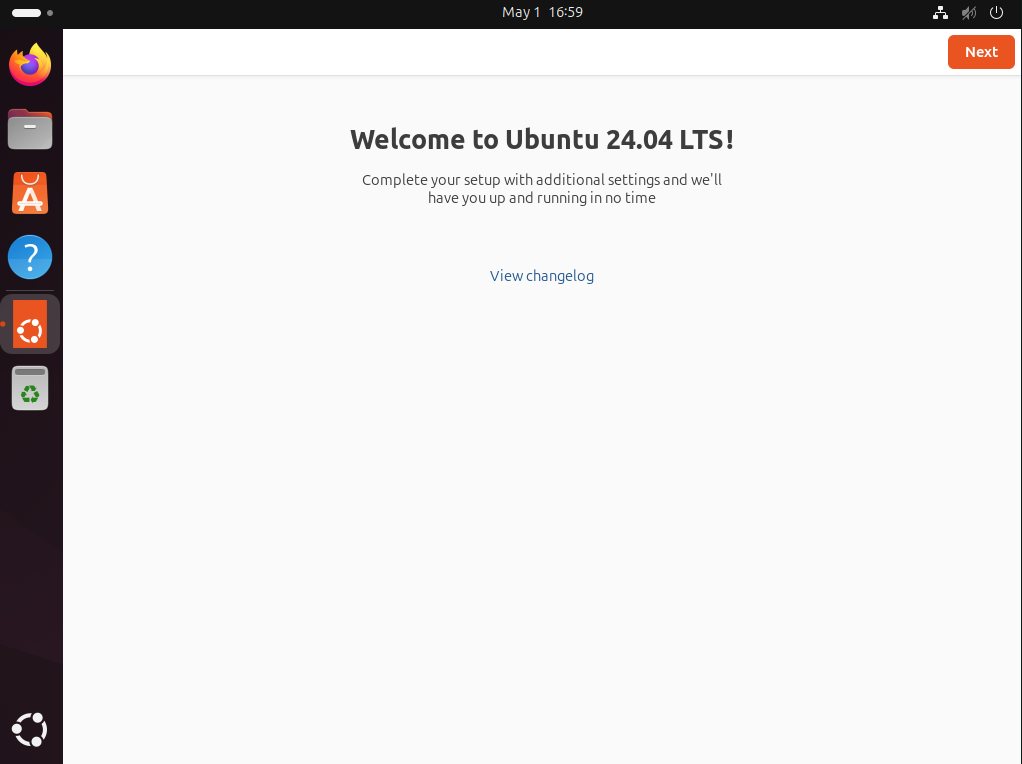 May 1 16:59
Next
Welcome to Ubuntu 24.04 LTS!
Complete your setup with additional settings and we'll
have you up and running in no time
View changelog